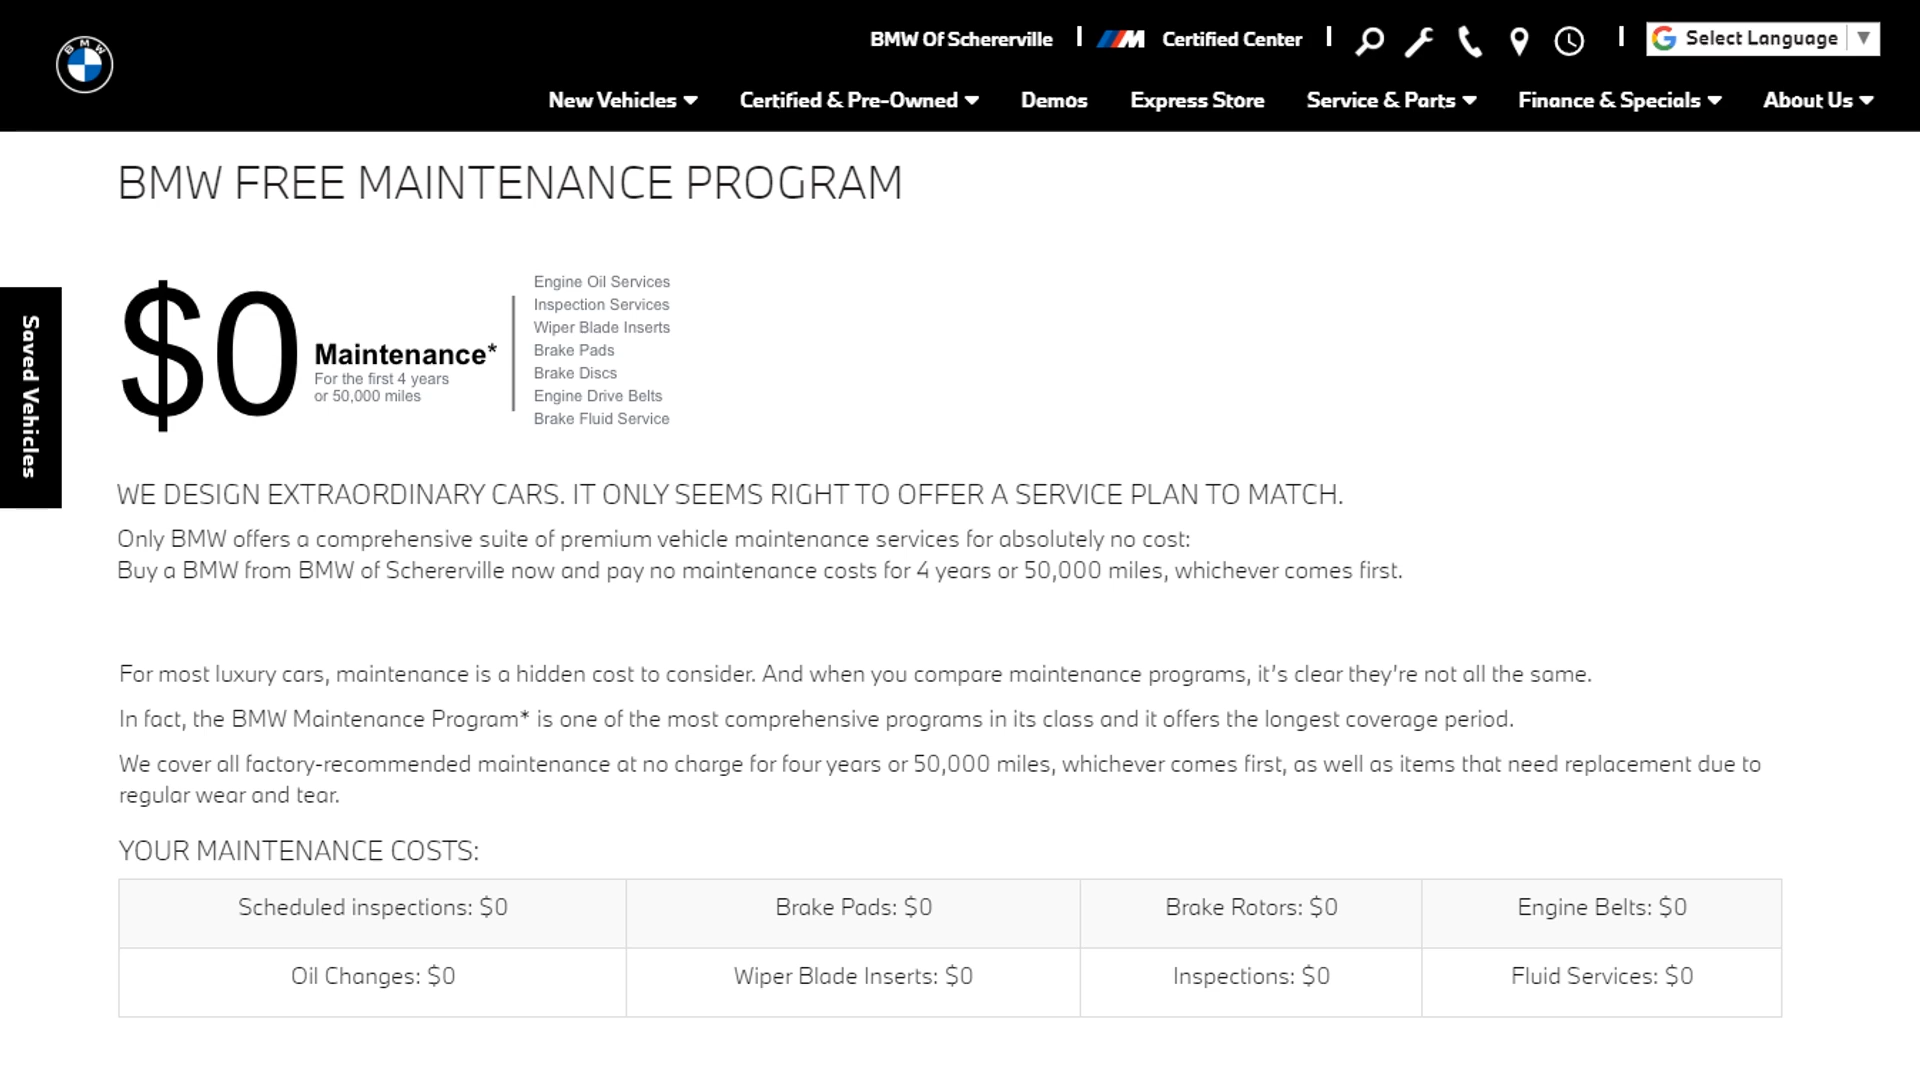 BMW
BMW Of Schererville
M Certified Center
Select Language ▼
New Vehicles
Certified & Pre-Owned
Demos
Express Store
Service & Parts
Finance & Specials
About Us
BMW FREE MAINTENANCE PROGRAM
Saved Vehicles
$0
Maintenance*
For the first 4 years
or 50,000 miles
Engine Oil Services
Inspection Services
Wiper Blade Inserts
Brake Pads
Brake Discs
Engine Drive Belts
Brake Fluid Service
WE DESIGN EXTRAORDINARY CARS. IT ONLY SEEMS RIGHT TO OFFER A SERVICE PLAN TO MATCH.
Only BMW offers a comprehensive suite of premium vehicle maintenance services for absolutely no cost:
Buy a BMW from BMW of Schererville now and pay no maintenance costs for 4 years or 50,000 miles, whichever comes first.
For most luxury cars, maintenance is a hidden cost to consider. And when you compare maintenance programs, it's clear they're not all the same.
In fact, the BMW Maintenance Program* is one of the most comprehensive programs in its class and it offers the longest coverage period.
We cover all factory-recommended maintenance at no charge for four years or 50,000 miles, whichever comes first, as well as items that need replacement due to
regular wear and tear.
YOUR MAINTENANCE COSTS:
Scheduled inspections: $0
Brake Pads: $0
Brake Rotors: $0
Engine Belts: $0
Oil Changes: $0
Wiper Blade Inserts: $0
Inspections: $0
Fluid Services: $0